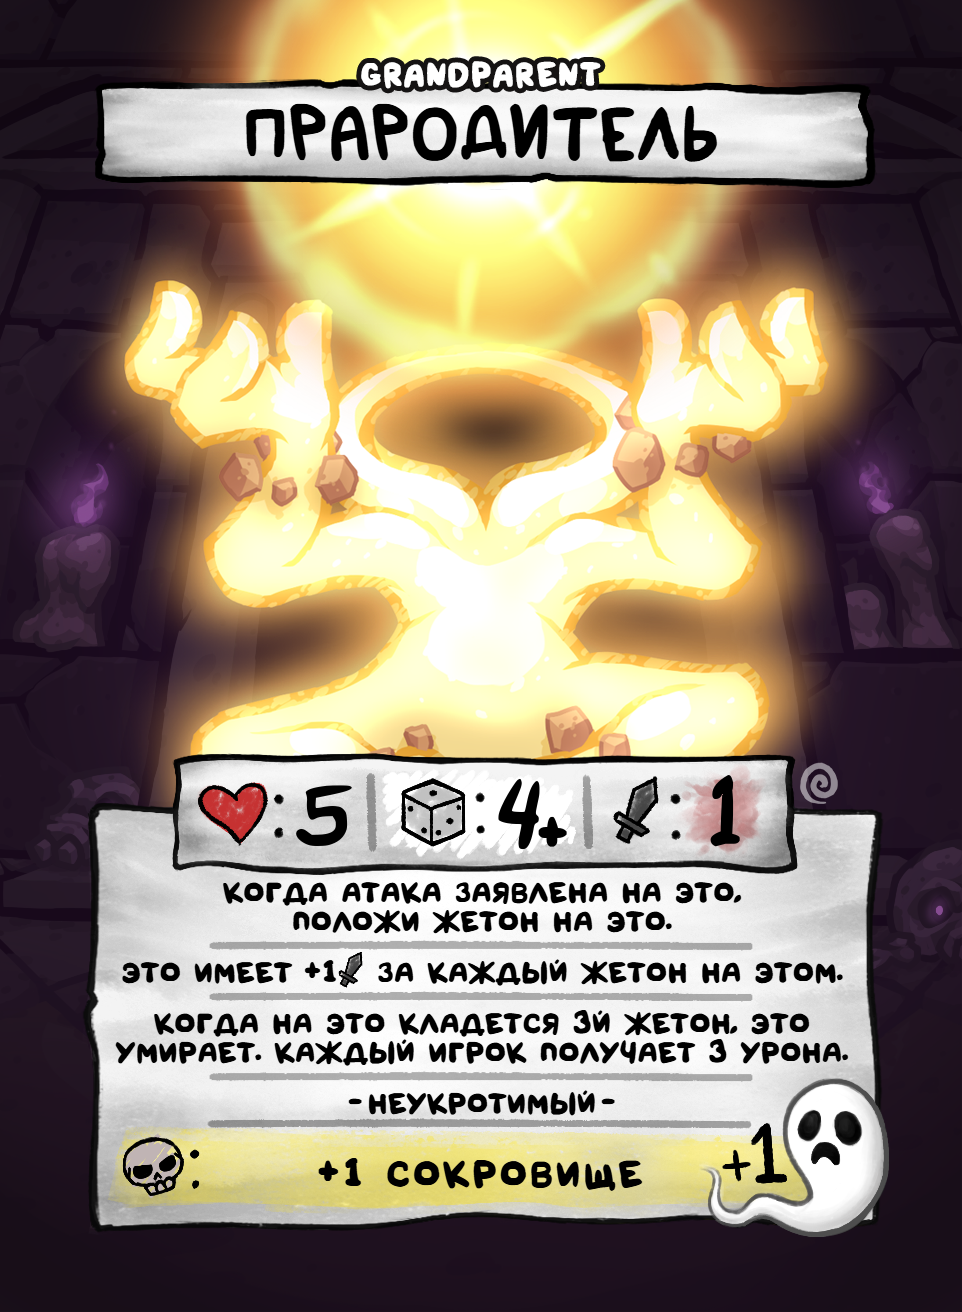 GRANDPARENT
ПРАРОДИТЕЛЬ
: 5 : 4+ : 1
КОГДА АТАКА ЗАЯВЛЕНА НА ЭТО,
ПОЛОЖИ ЖЕТОН НА ЭТО.
ЭТО ИМЕЕТ +1 ЗА КАЖДЫЙ ЖЕТОН НА ЭТОМ.
КОГДА НА ЭТО КЛАДЕТСЯ 3Й ЖЕТОН, ЭТО
УМИРАЕТ. КАЖДЫЙ ИГРОК ПОЛУЧАЕТ 3 УРОНА.
-НЕУКРОТИМЫЙ-
: +1 СОКРОВИЩЕ +1